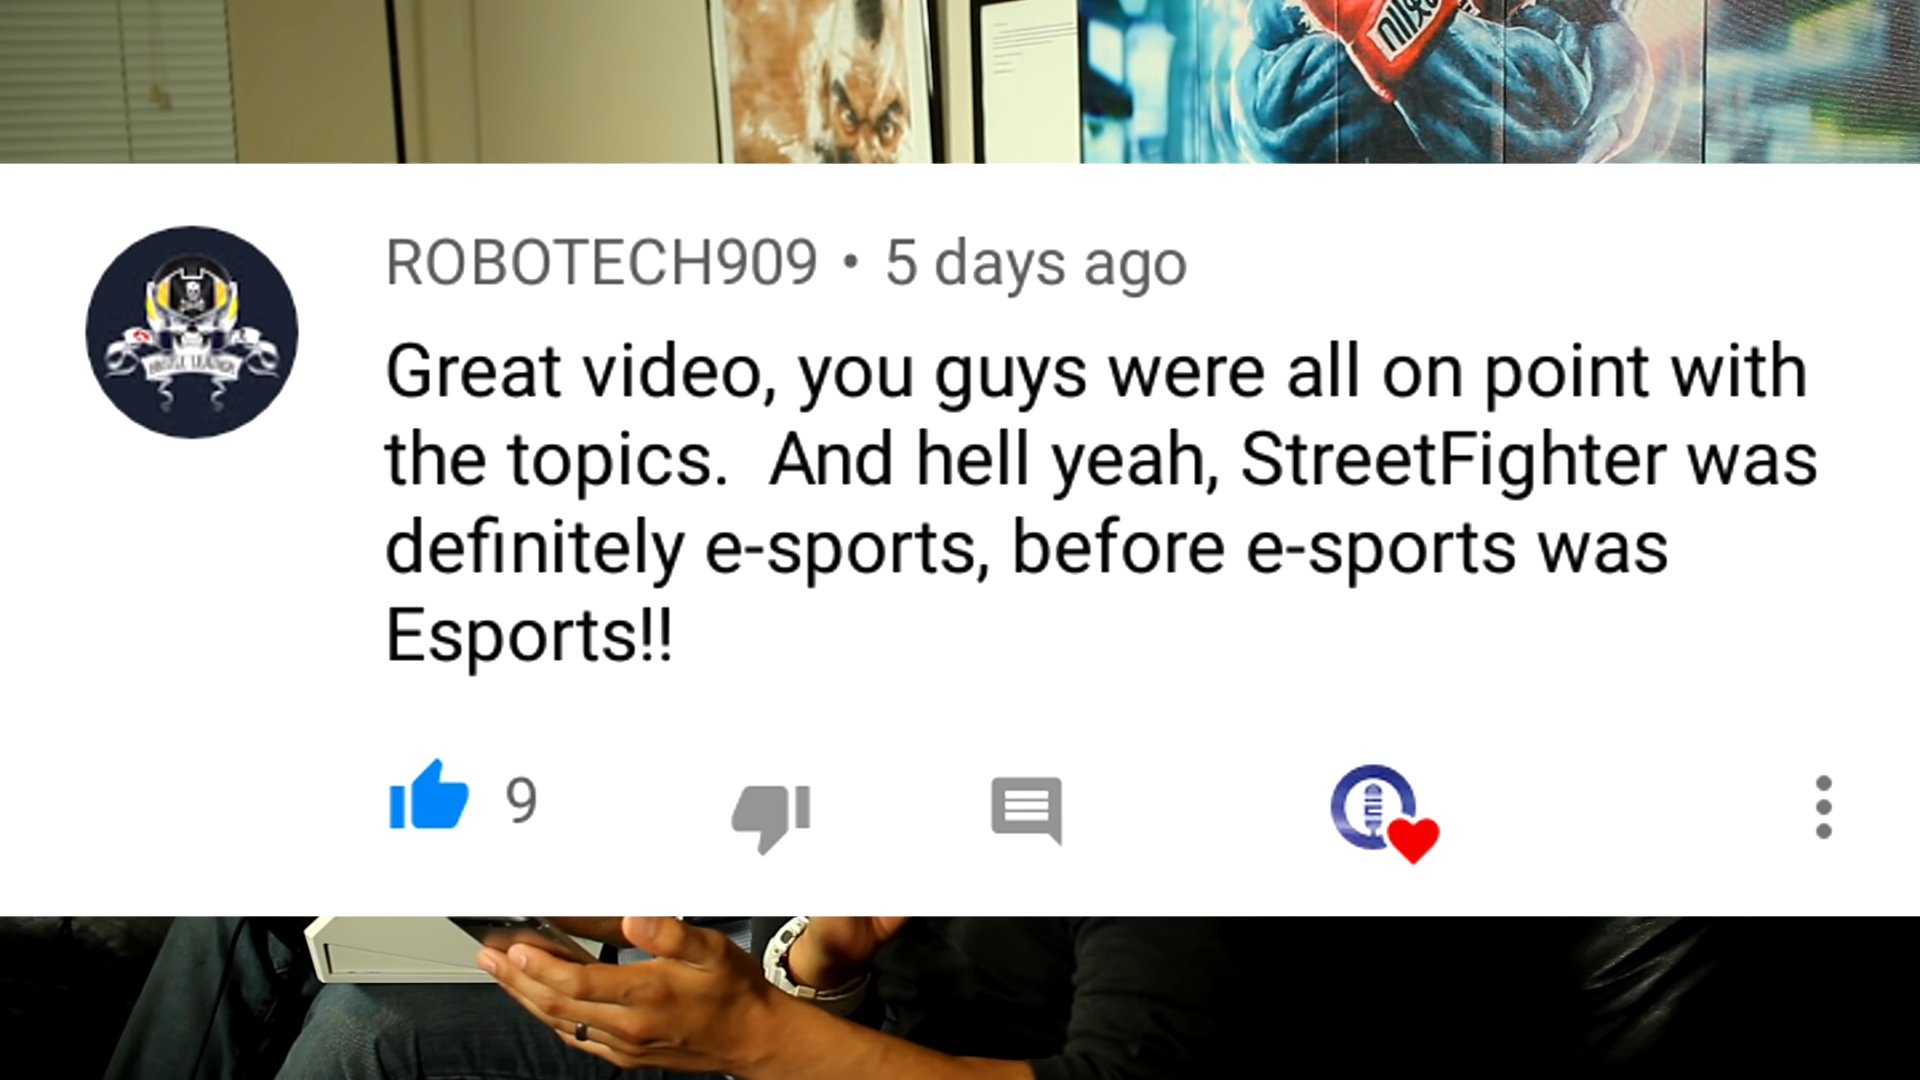 ROBOTECH909 • 5 days ago
Great video, you guys were all on point with
the topics.  And hell yeah, StreetFighter was
definitely e-sports, before e-sports was
Esports!!
9